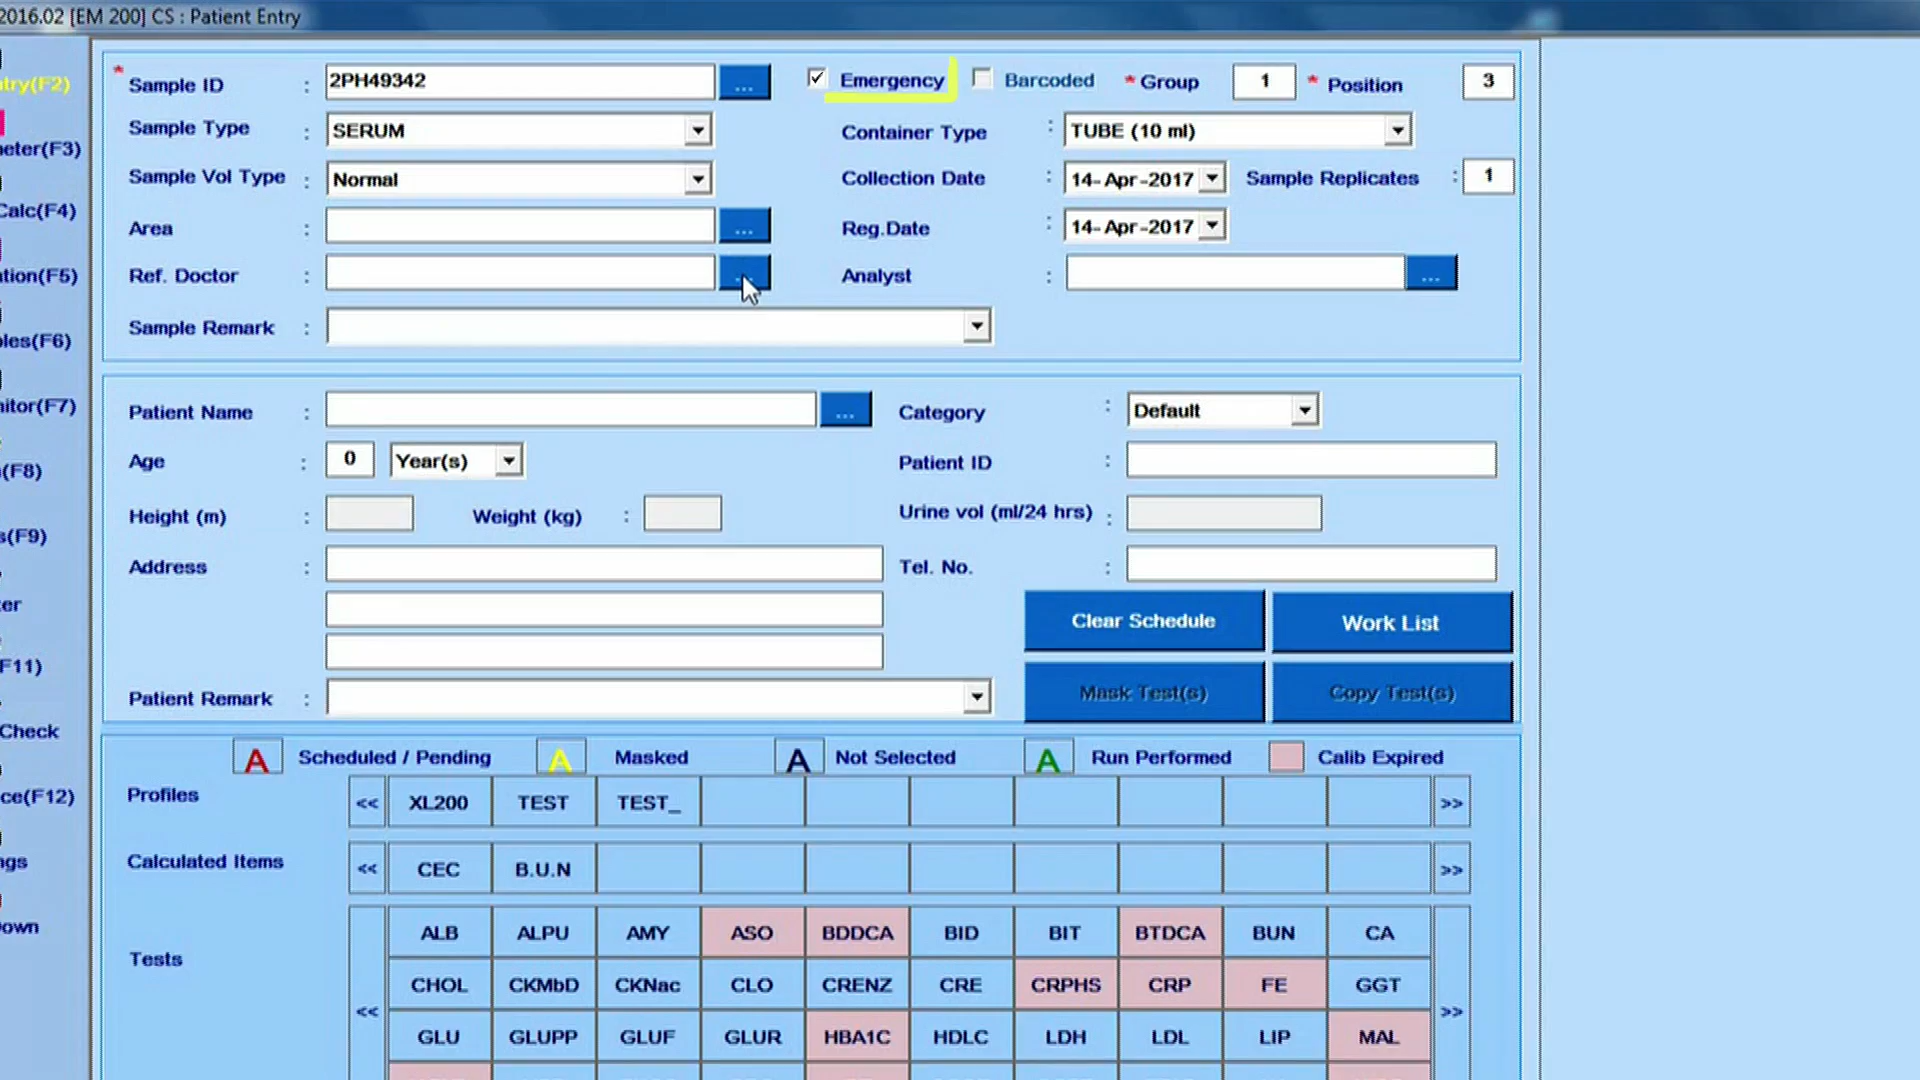 2016.02 [EM 200] CS : Patient Entry
* Sample ID : 2PH49342 ... Emergency Barcoded * Group 1 * Position 3
Sample Type : SERUM Container Type : TUBE (10 ml)
Sample Vol Type : Normal Collection Date : 14-Apr-2017 Sample Replicates : 1
Area : ... Reg.Date : 14-Apr-2017
Ref. Doctor : ... Analyst : ...
Sample Remark :
Patient Name : ... Category : Default
Age : 0 Year(s) Patient ID :
Height (m) : Weight (kg) : Urine vol (ml/24 hrs) :
Address : Tel. No. :
Clear Schedule Work List
Patient Remark : Mask Test(s) Copy Test(s)
A Scheduled / Pending A Masked A Not Selected A Run Performed Calib Expired
Profiles << XL200 TEST TEST_ >>
Calculated Items << CEC B.U.N >>
Tests << ALB ALPU AMY ASO BDDCA BID BIT BTDCA BUN CA >>
CHOL CKMbD CKNac CLO CRENZ CRE CRPHS CRP FE GGT
GLU GLUPP GLUF GLUR HBA1C HDLC LDH LDL LIP MAL
try(F2)
eter(F3)
Calc(F4)
tion(F5)
les(F6)
nitor(F7)
(F8)
s(F9)
ter
F11)
Check
ce(F12)
ngs
own